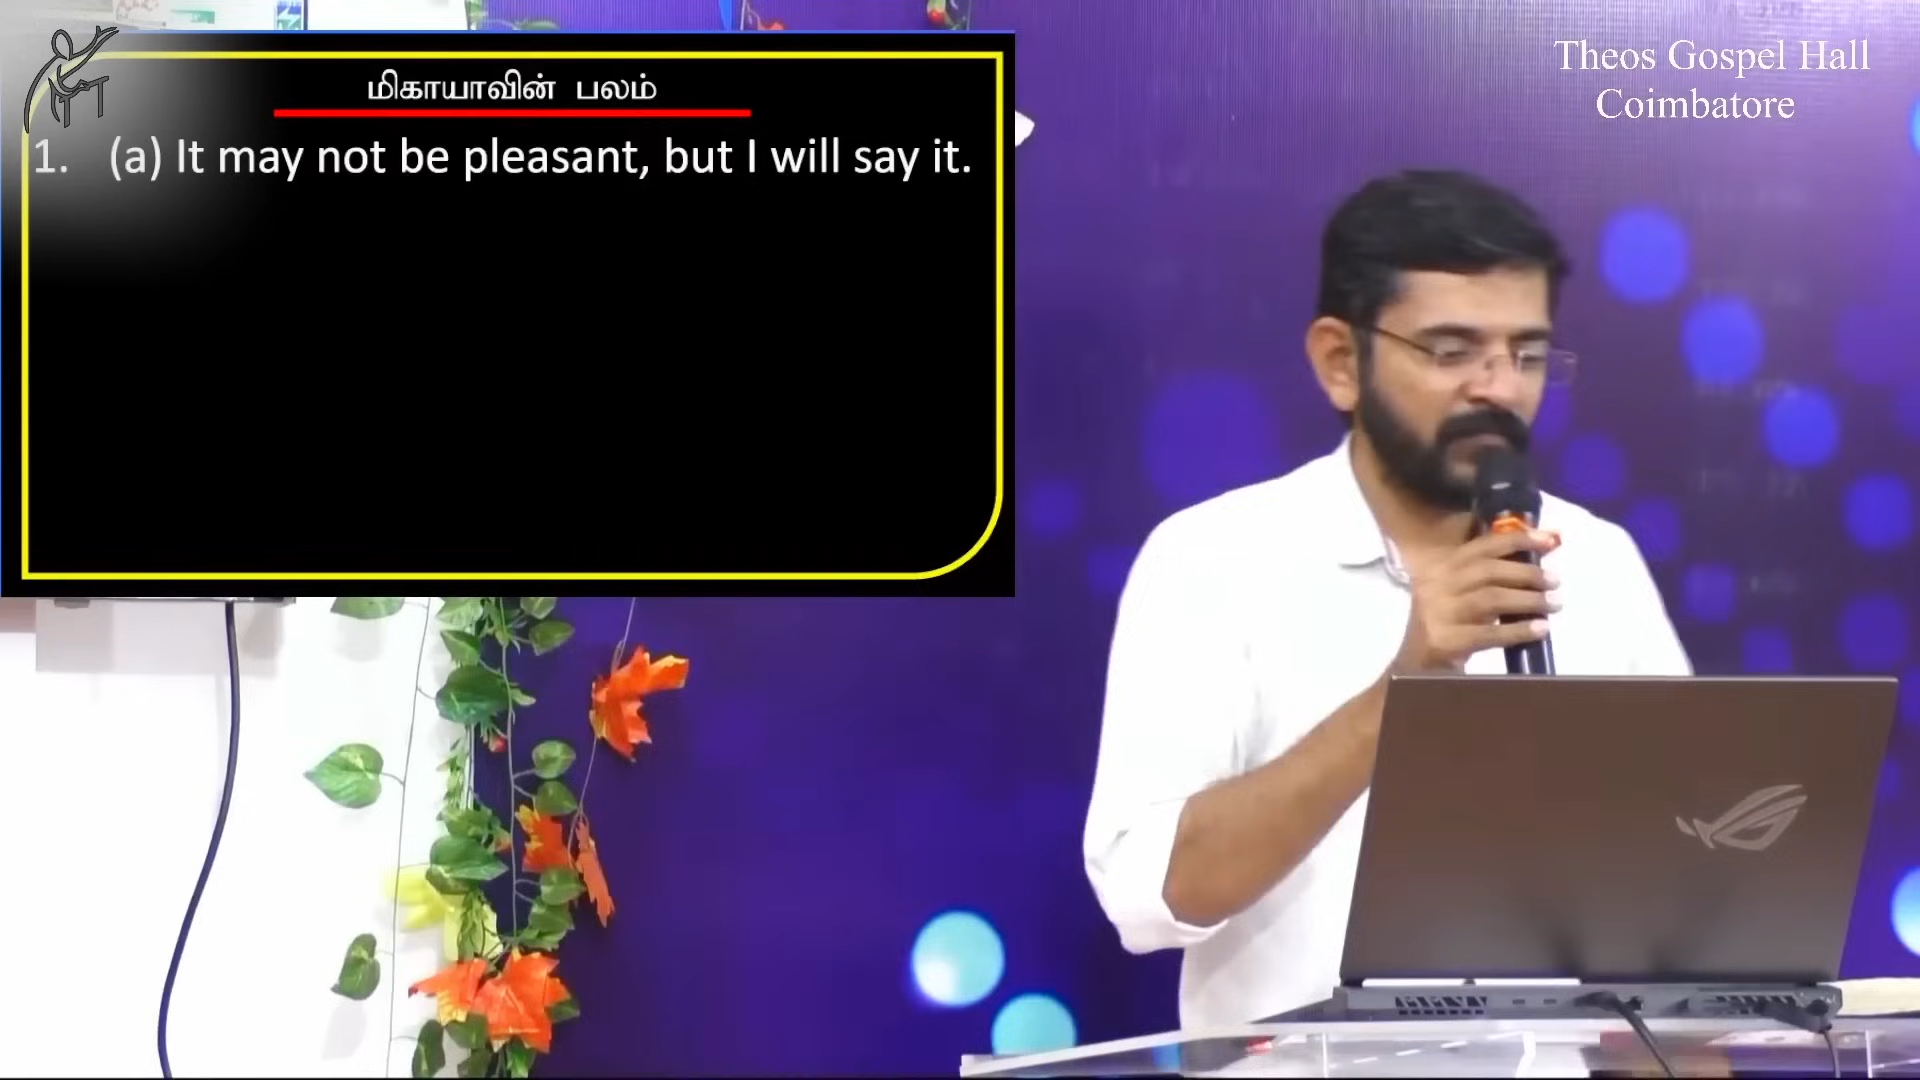 மிகாயாவின் பலம்
1. (a) It may not be pleasant, but I will say it.
Theos Gospel Hall
Coimbatore